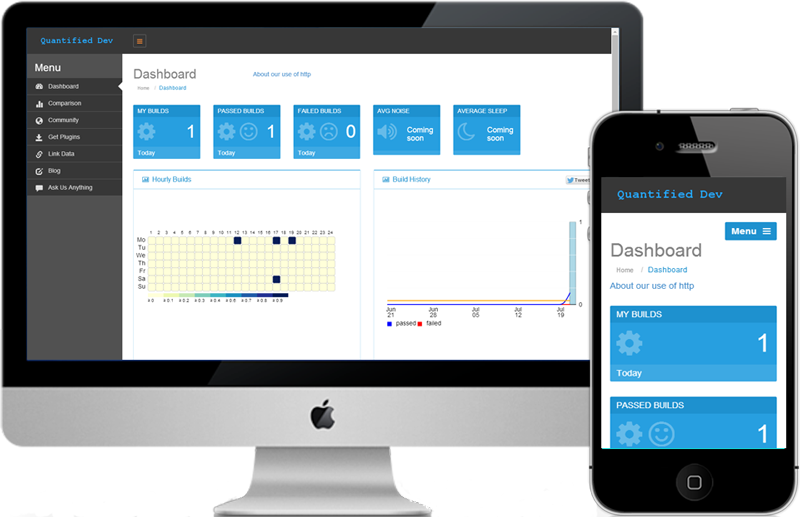 Quantified Dev
Menu
Dashboard
Comparison
Community
Get Plugins
Link Data
Blog
Ask Us Anything
Dashboard
About our use of http
Home / Dashboard
MY BUILDS
1
Today
PASSED BUILDS
1
Today
FAILED BUILDS
0
Today
AVG NOISE
Coming
soon
AVERAGE SLEEP
Coming
soon
Hourly Builds
1 2 3 4 5 6 7 8 9 10 11 12 13 14 15 16 17 18 19 20 21 22 23 24
Mo
Tu
We
Th
Fr
Sa
Su
Build History
Tweet
1
0
Jun
21
Jun
28
Jul
05
Jul
12
Jul
19
passed failed
Quantified Dev
Menu
Dashboard
Home / Dashboard
About our use of http
MY BUILDS
1
Today
PASSED BUILDS
1